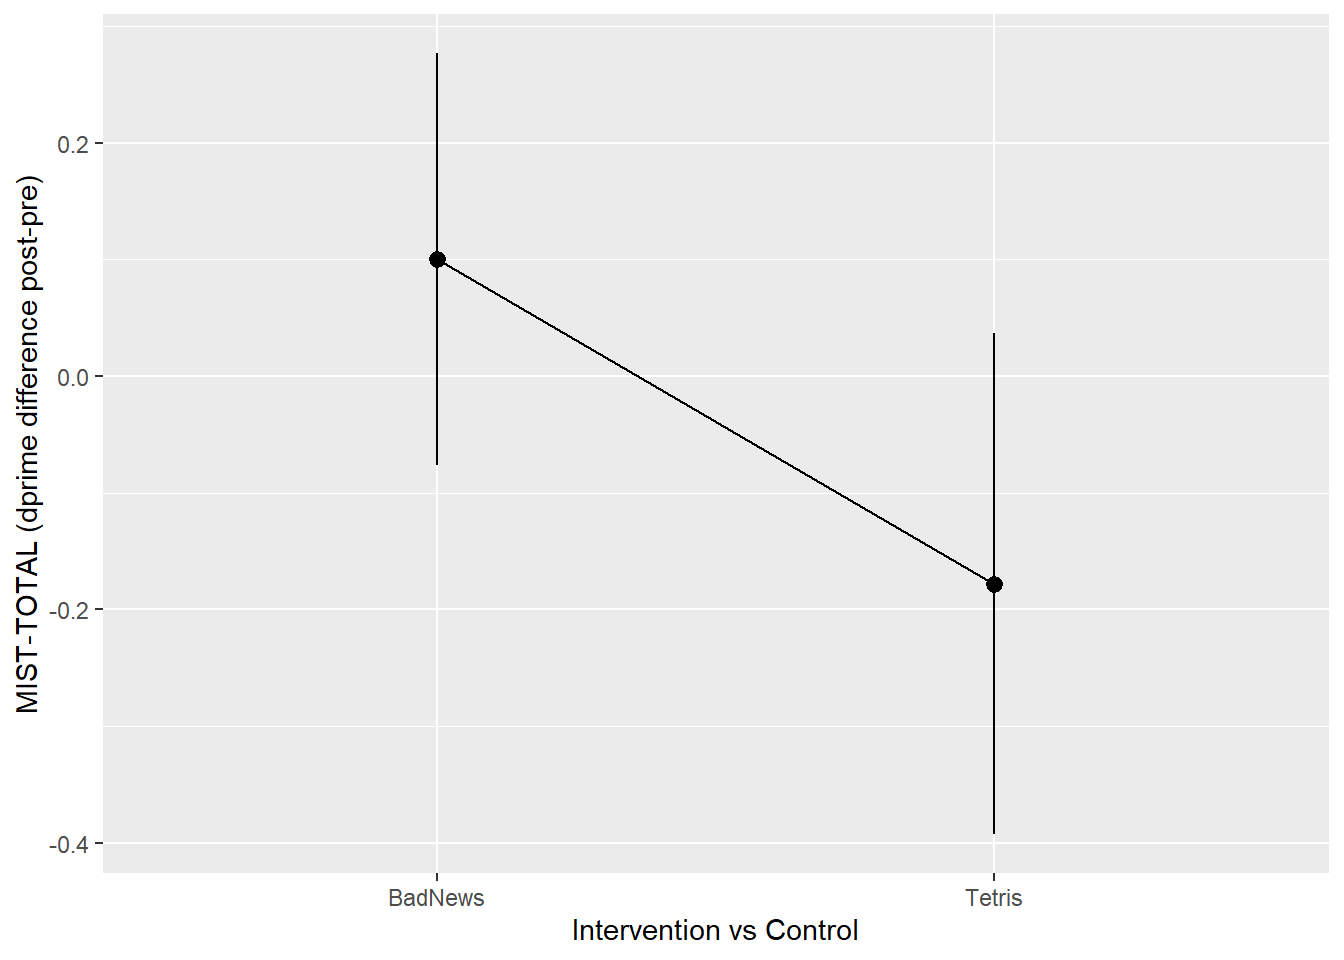 MIST-TOTAL (dprime difference post-pre)
0.2
0.0
-0.2
-0.4
BadNews
Tetris
Intervention vs Control